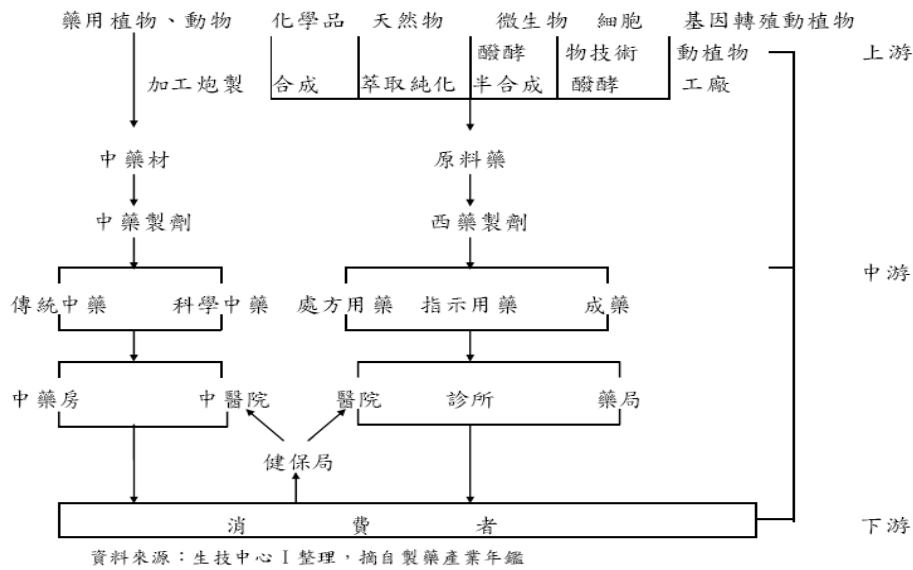 藥用植物、動物 化學品 天然物 微生物 細胞 基因轉殖動植物
醱酵 物技術 動植物 上游
加工炮製 合成 萃取純化 半合成 醱酵 工廠
中藥材 原料藥
中藥製劑 西藥製劑
中游
傳統中藥 科學中藥 處方用藥 指示用藥 成藥
中藥房 中醫院 醫院 診所 藥局
健保局
消費者 下游
資料來源：生技中心 I 整理，摘自製藥產業年鑑